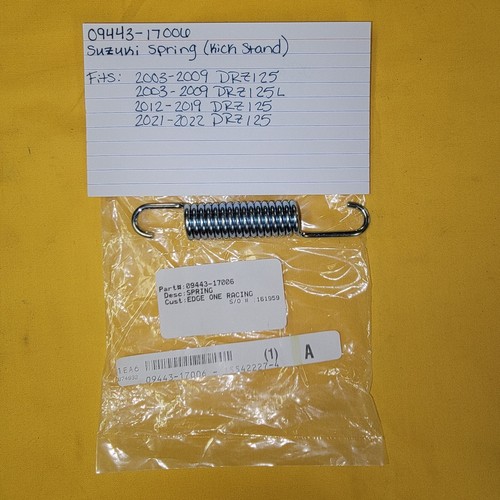 09443-17006
Suzuki Spring (Kick Stand)
Fits: 2003-2009 DRZ125
2003-2009 DRZ125L
2012-2019 DRZ125
2021-2022 DRZ125
Part#:09443-17006
Desc:SPRING
Cust:EDGE ONE RACING
S/O #. 161959
1EA6
(1) A
09443-17006 -